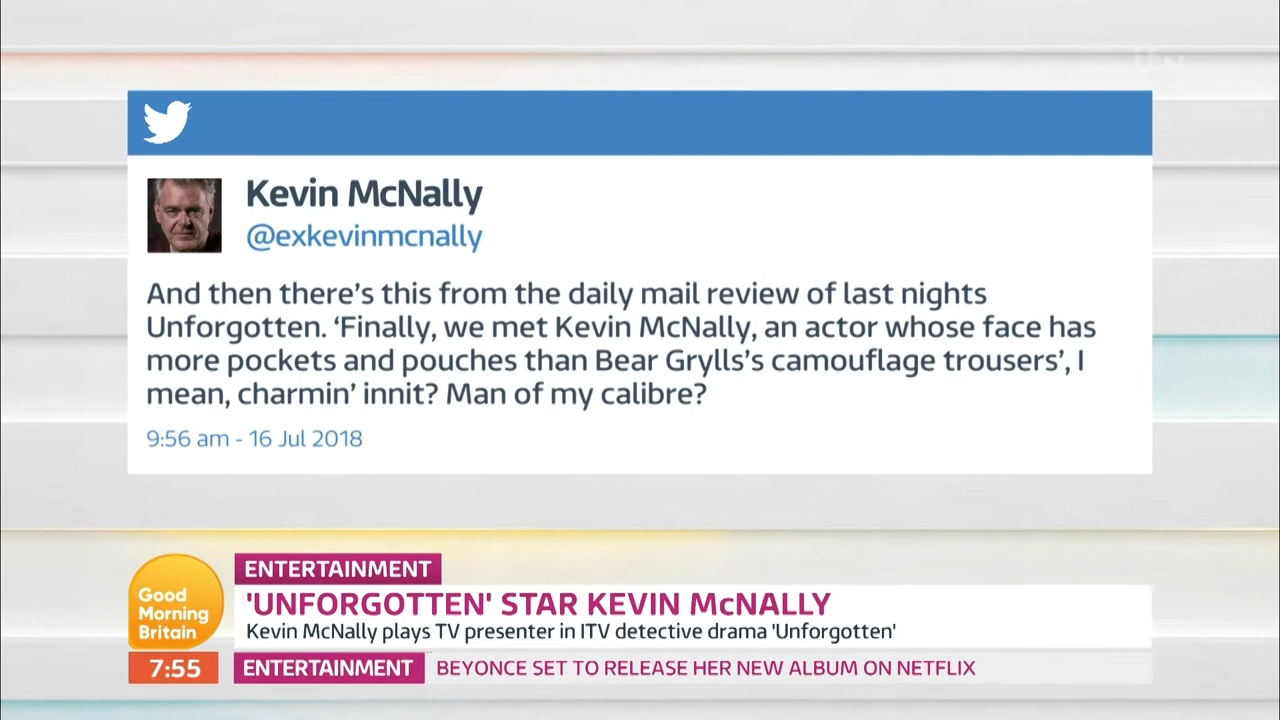 itv
Kevin McNally
@exkevinmcnally
And then there’s this from the daily mail review of last nights
Unforgotten. ‘Finally, we met Kevin McNally, an actor whose face has
more pockets and pouches than Bear Grylls’s camouflage trousers’, I
mean, charmin’ innit? Man of my calibre?
9:56 am - 16 Jul 2018
ENTERTAINMENT
Good
Morning
Britain
'UNFORGOTTEN' STAR KEVIN McNALLY
Kevin McNally plays TV presenter in ITV detective drama 'Unforgotten'
7:55
ENTERTAINMENT
BEYONCE SET TO RELEASE HER NEW ALBUM ON NETFLIX